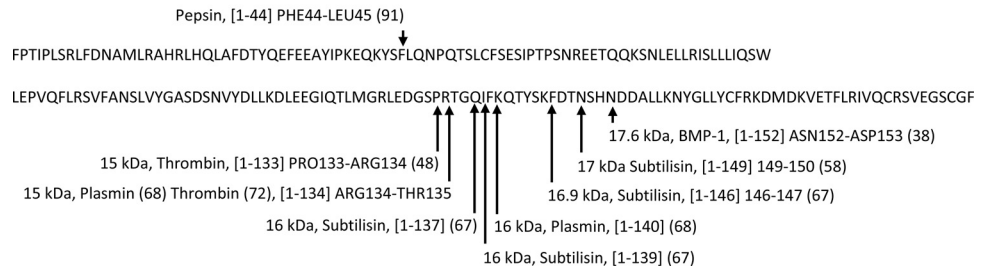 Pepsin, [1-44] PHE44-LEU45 (91)
FPTIPLSRLFDNAMLRAHRLHQLAFDTYQEFEEAYIPKEQKYSFLQNPQTSLCFSESIPTPSNREETQQKSNLELLRISLLLIQSW
LEPVQFLRSVFANSLVYGASDSNVYDLLKDLEEGIQTLMGRLEDGSPRTGQIFKQTYSKFDTNSHNDDALLKNYGLLYCFRKDMDKVETFLRIVQCRSVEGSCGF
17.6 kDa, BMP-1, [1-152] ASN152-ASP153 (38)
15 kDa, Thrombin, [1-133] PRO133-ARG134 (48)
17 kDa Subtilisin, [1-149] 149-150 (58)
15 kDa, Plasmin (68) Thrombin (72), [1-134] ARG134-THR135
16.9 kDa, Subtilisin, [1-146] 146-147 (67)
16 kDa, Subtilisin, [1-137] (67)
16 kDa, Plasmin, [1-140] (68)
16 kDa, Subtilisin, [1-139] (67)